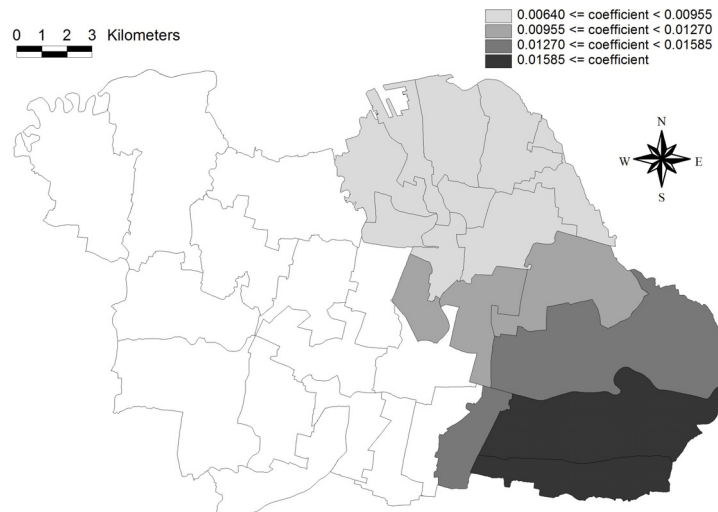 0.00640 <= coefficient < 0.00955
0.00955 <= coefficient < 0.01270
0.01270 <= coefficient < 0.01585
0.01585 <= coefficient
0 1 2 3 Kilometers
N
W E
S